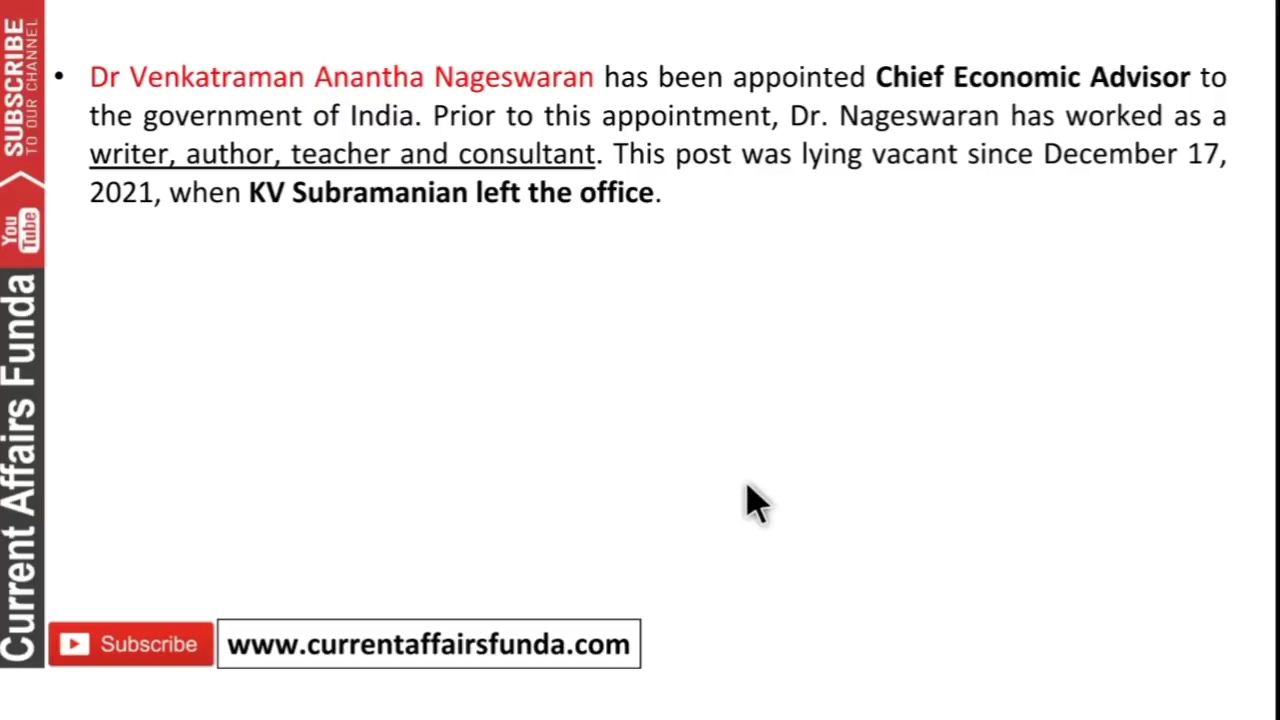 SUBSCRIBE
TO OUR CHANNEL
You
Tube
Current Affairs Funda
• Dr Venkatraman Anantha Nageswaran has been appointed Chief Economic Advisor to
the government of India. Prior to this appointment, Dr. Nageswaran has worked as a
writer, author, teacher and consultant. This post was lying vacant since December 17,
2021, when KV Subramanian left the office.
Subscribe
www.currentaffairsfunda.com